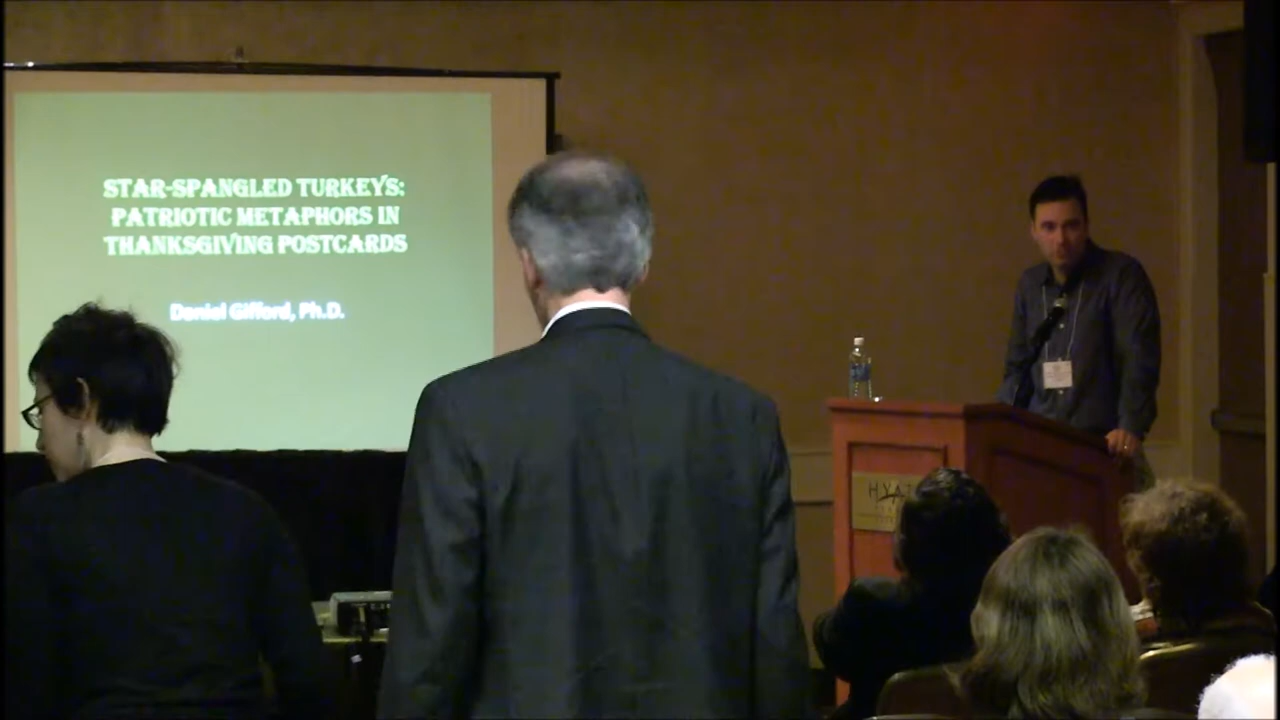 STAR-SPANGLED TURKEYS:
PATRIOTIC METAPHORS IN
THANKSGIVING POSTCARDS
Daniel Gifford, Ph.D.